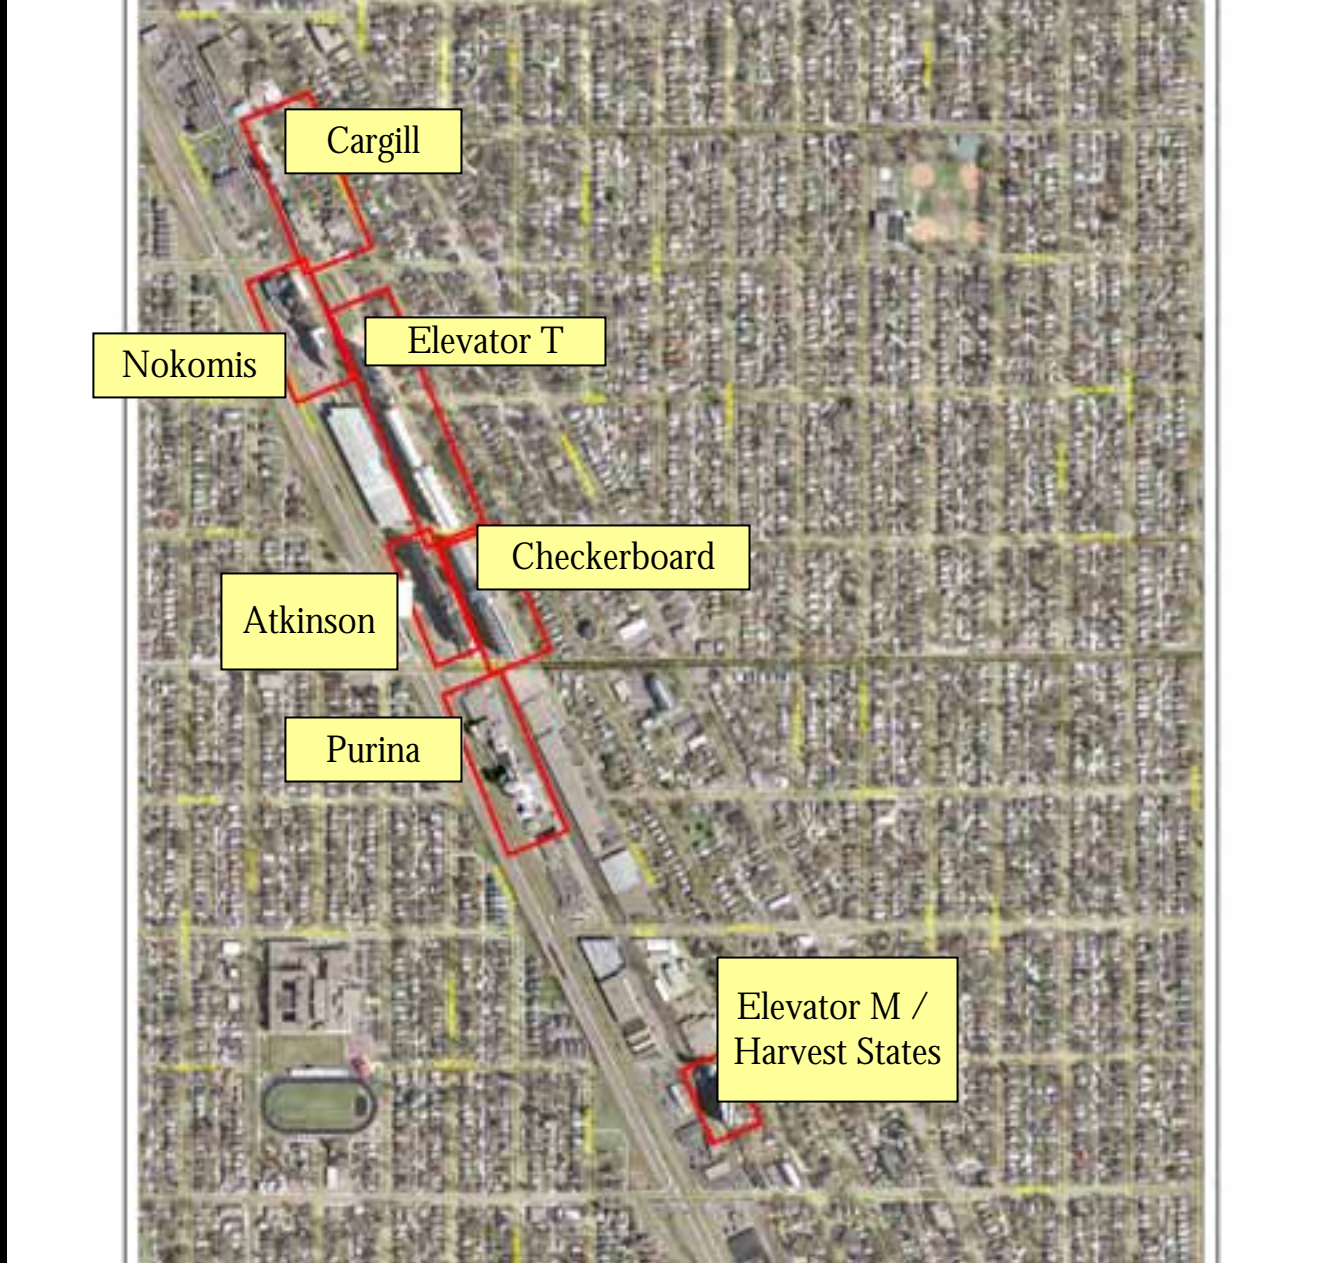 Cargill
Elevator T
Nokomis
Checkerboard
Atkinson
Purina
Elevator M /
Harvest States